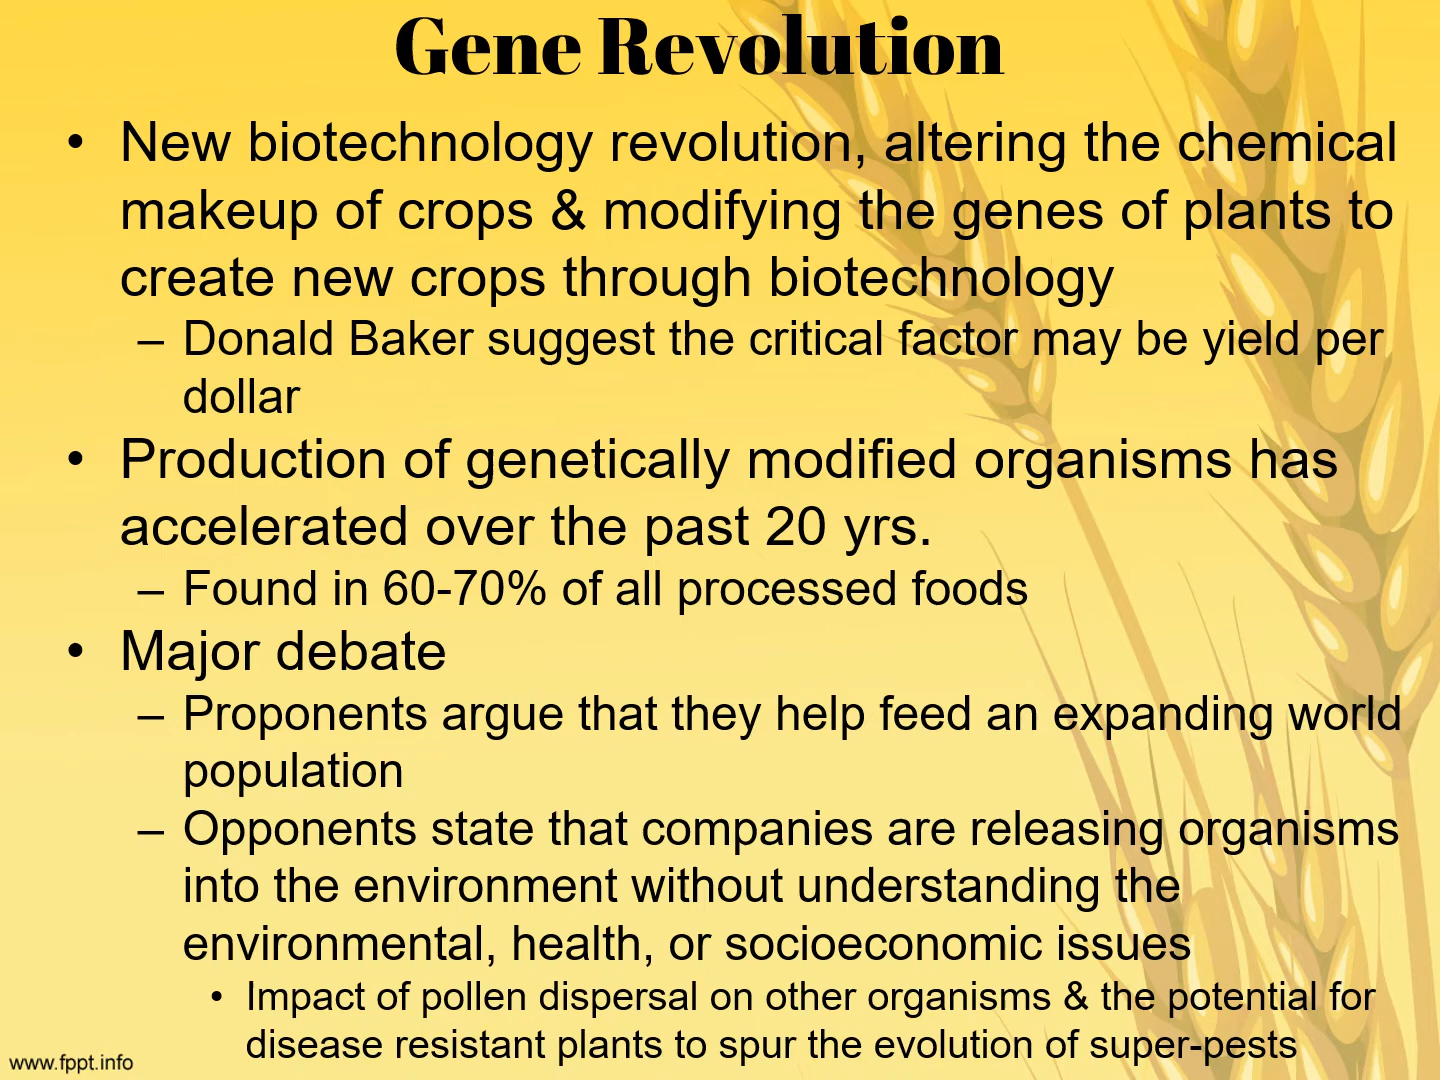 Gene Revolution
• New biotechnology revolution, altering the chemical
makeup of crops & modifying the genes of plants to
create new crops through biotechnology
– Donald Baker suggest the critical factor may be yield per
dollar
• Production of genetically modified organisms has
accelerated over the past 20 yrs.
– Found in 60-70% of all processed foods
• Major debate
– Proponents argue that they help feed an expanding world
population
– Opponents state that companies are releasing organisms
into the environment without understanding the
environmental, health, or socioeconomic issues
• Impact of pollen dispersal on other organisms & the potential for
disease resistant plants to spur the evolution of super-pests
www.fppt.info